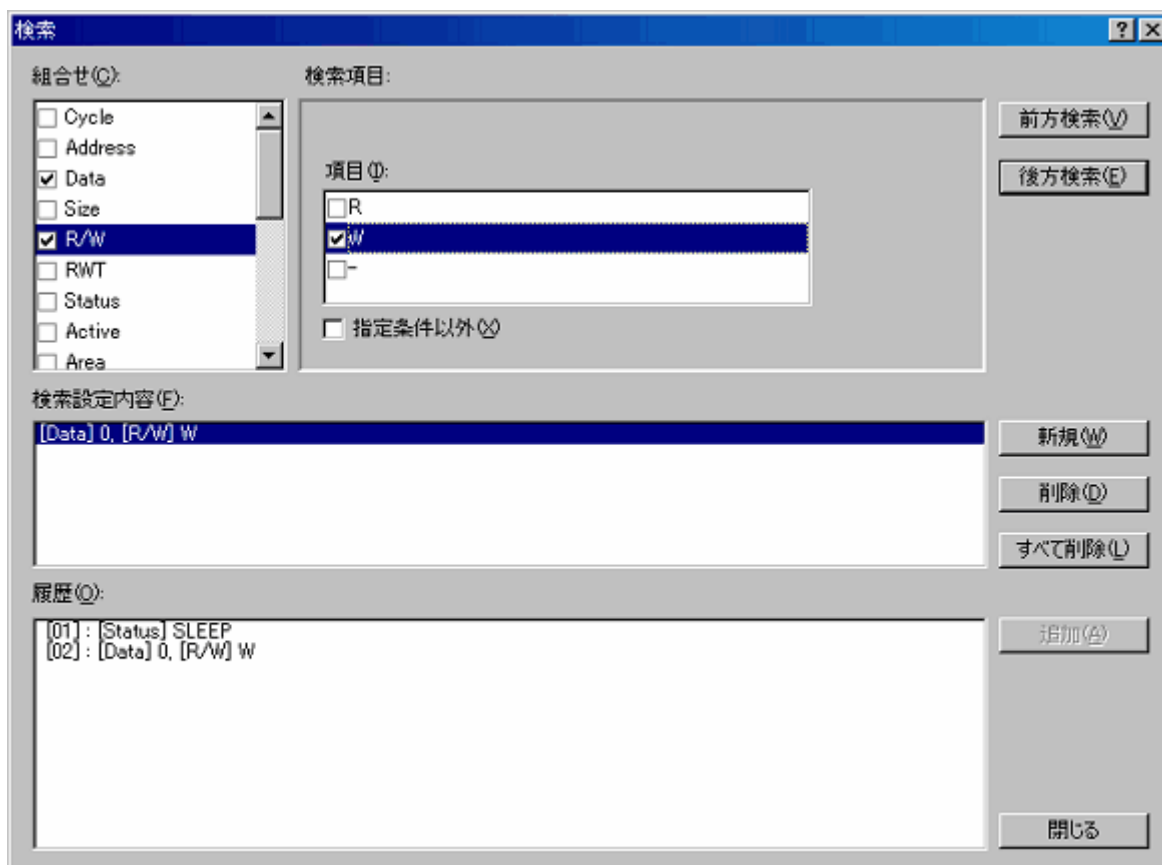 検索
組合せ(C):
検索項目:
Cycle
Address
Data
Size
R/W
RWT
Status
Active
Area
項目(I):
R
W
-
指定条件以外(X)
前方検索(V)
後方検索(E)
検索設定内容(F):
[Data] 0, [R/W] W
新規(W)
削除(D)
すべて削除(L)
履歴(O):
[01] : [Status] SLEEP
[02] : [Data] 0, [R/W] W
追加(A)
閉じる